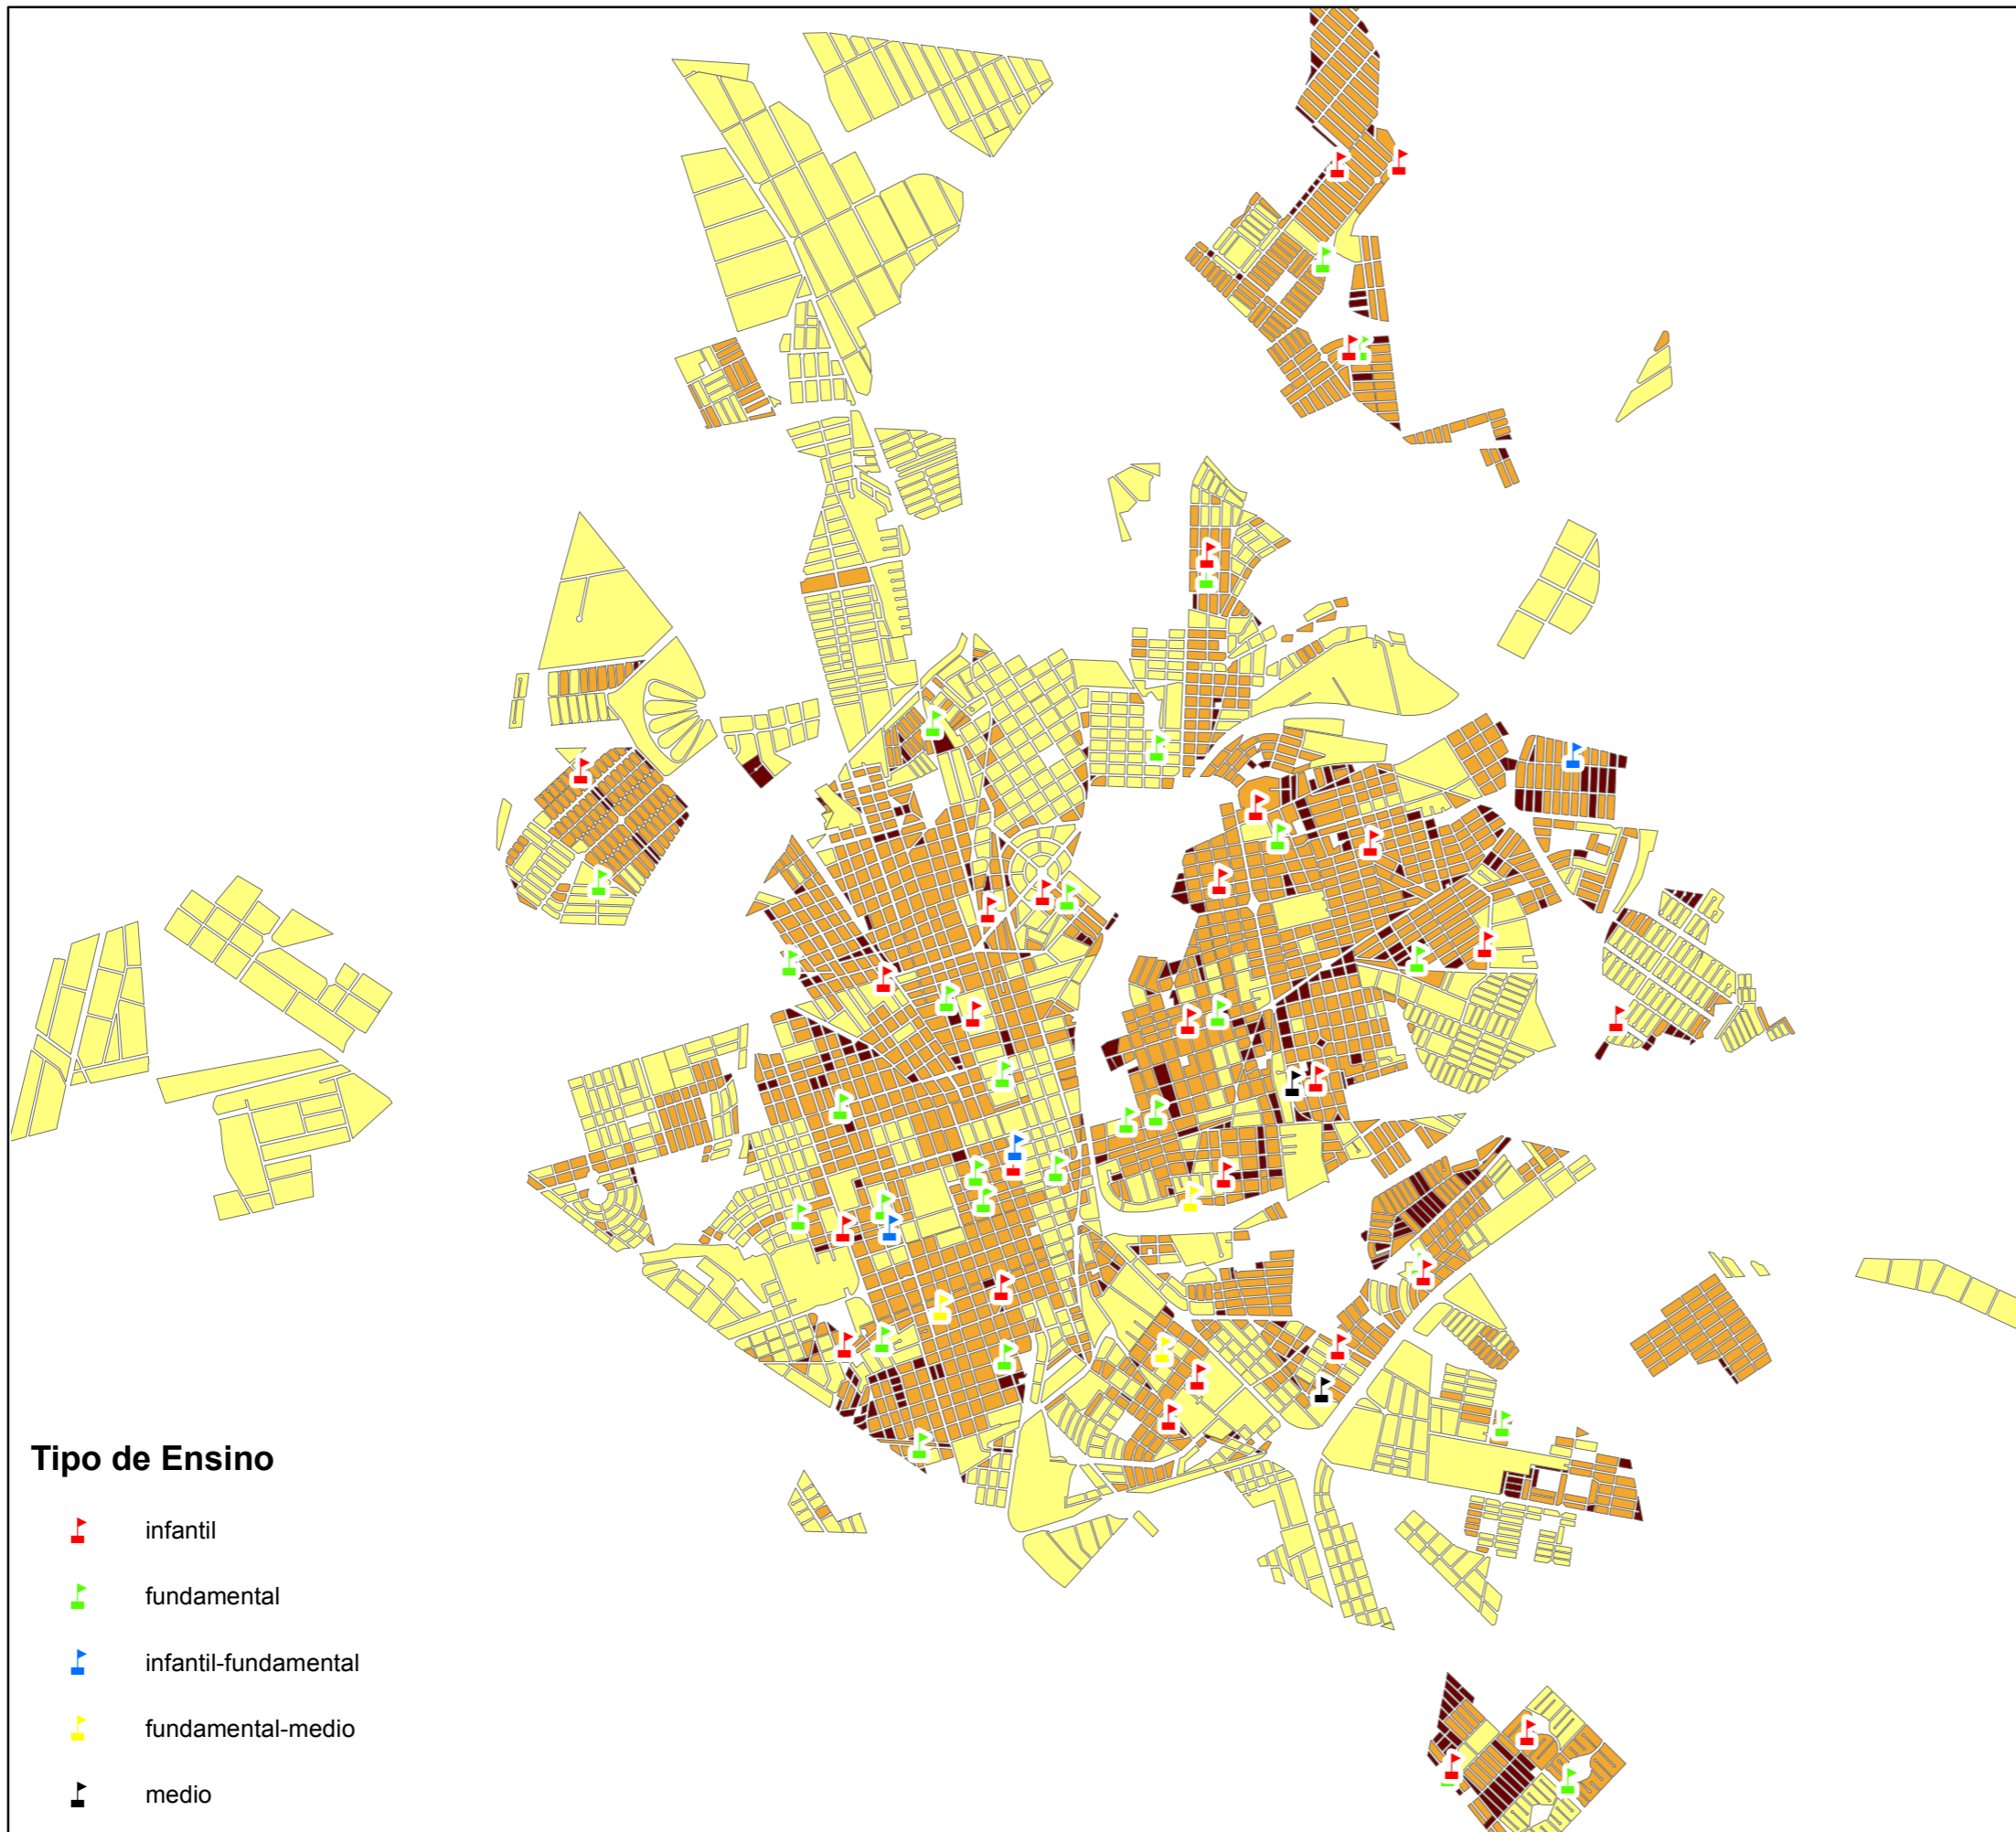 Tipo de Ensino
infantil
fundamental
infantil-fundamental
fundamental-medio
medio